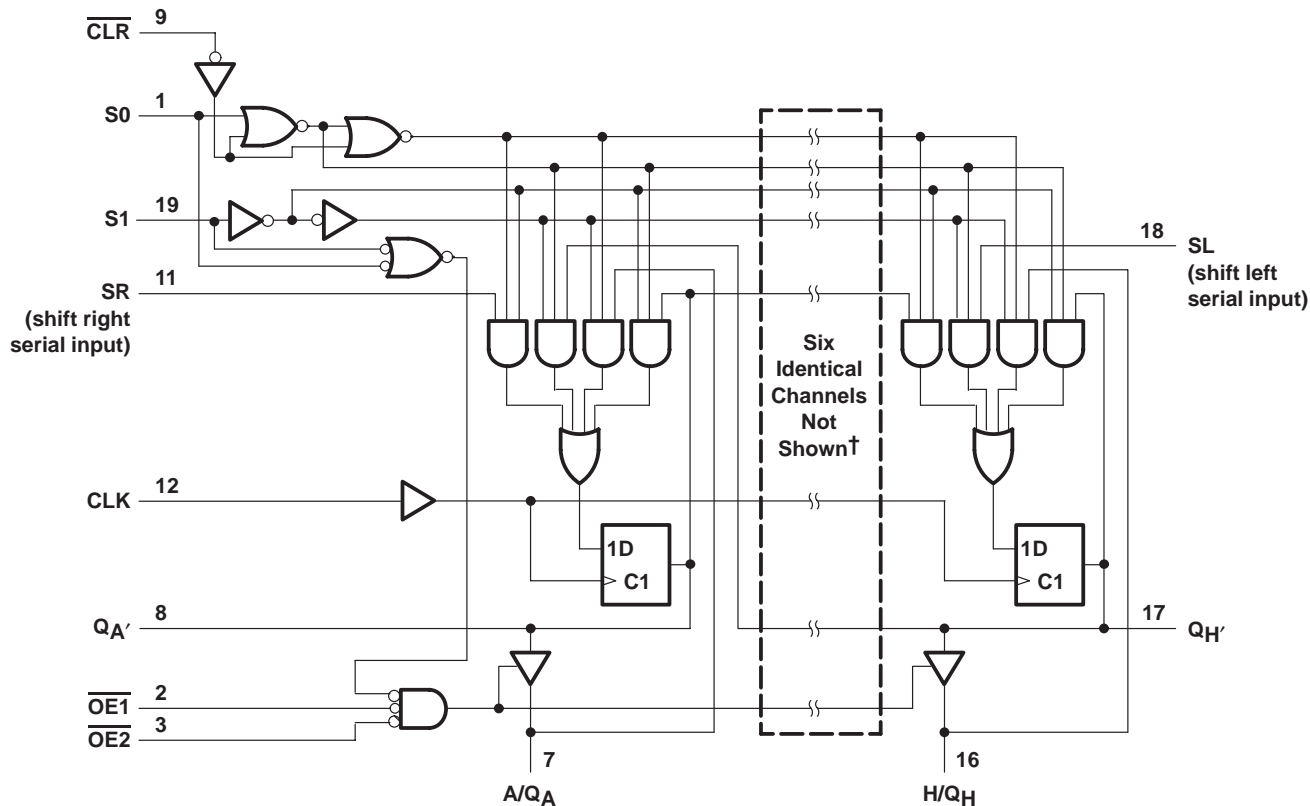 CLR 9
S0 1
S1 19
SR 11
(shift right
serial input)
18 SL
(shift left
serial input)
Six
Identical
Channels
Not
Shown†
CLK 12
1D
C1
1D
C1
QA′ 8
17 QH′
OE1 2
OE2 3
7
A/QA
16
H/QH